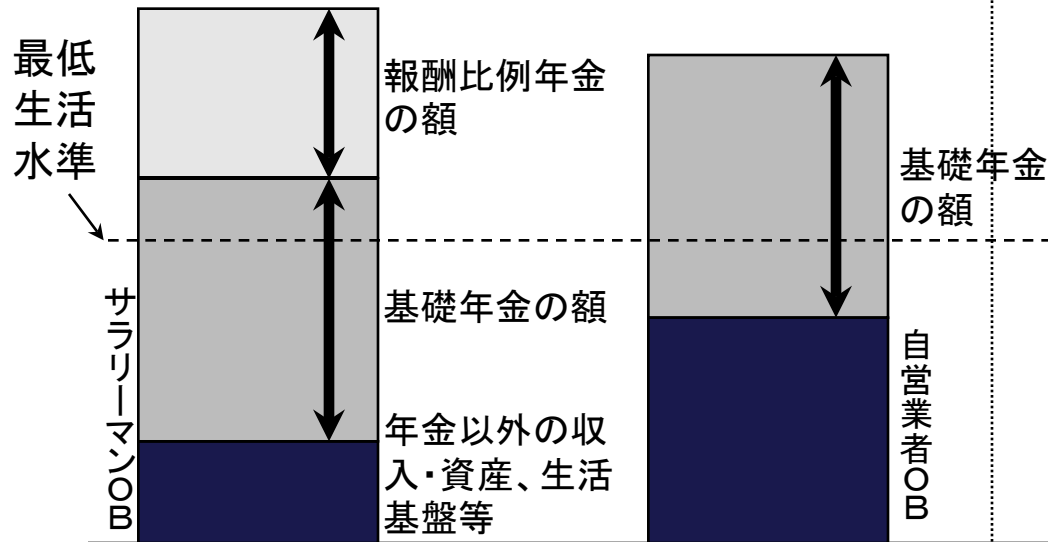 最低
生活
水準
報酬比例年金
の額
基礎年金の額
年金以外の収
入・資産、生活
基盤等
サラリーマンOB
基礎年金
の額
自営業者OB